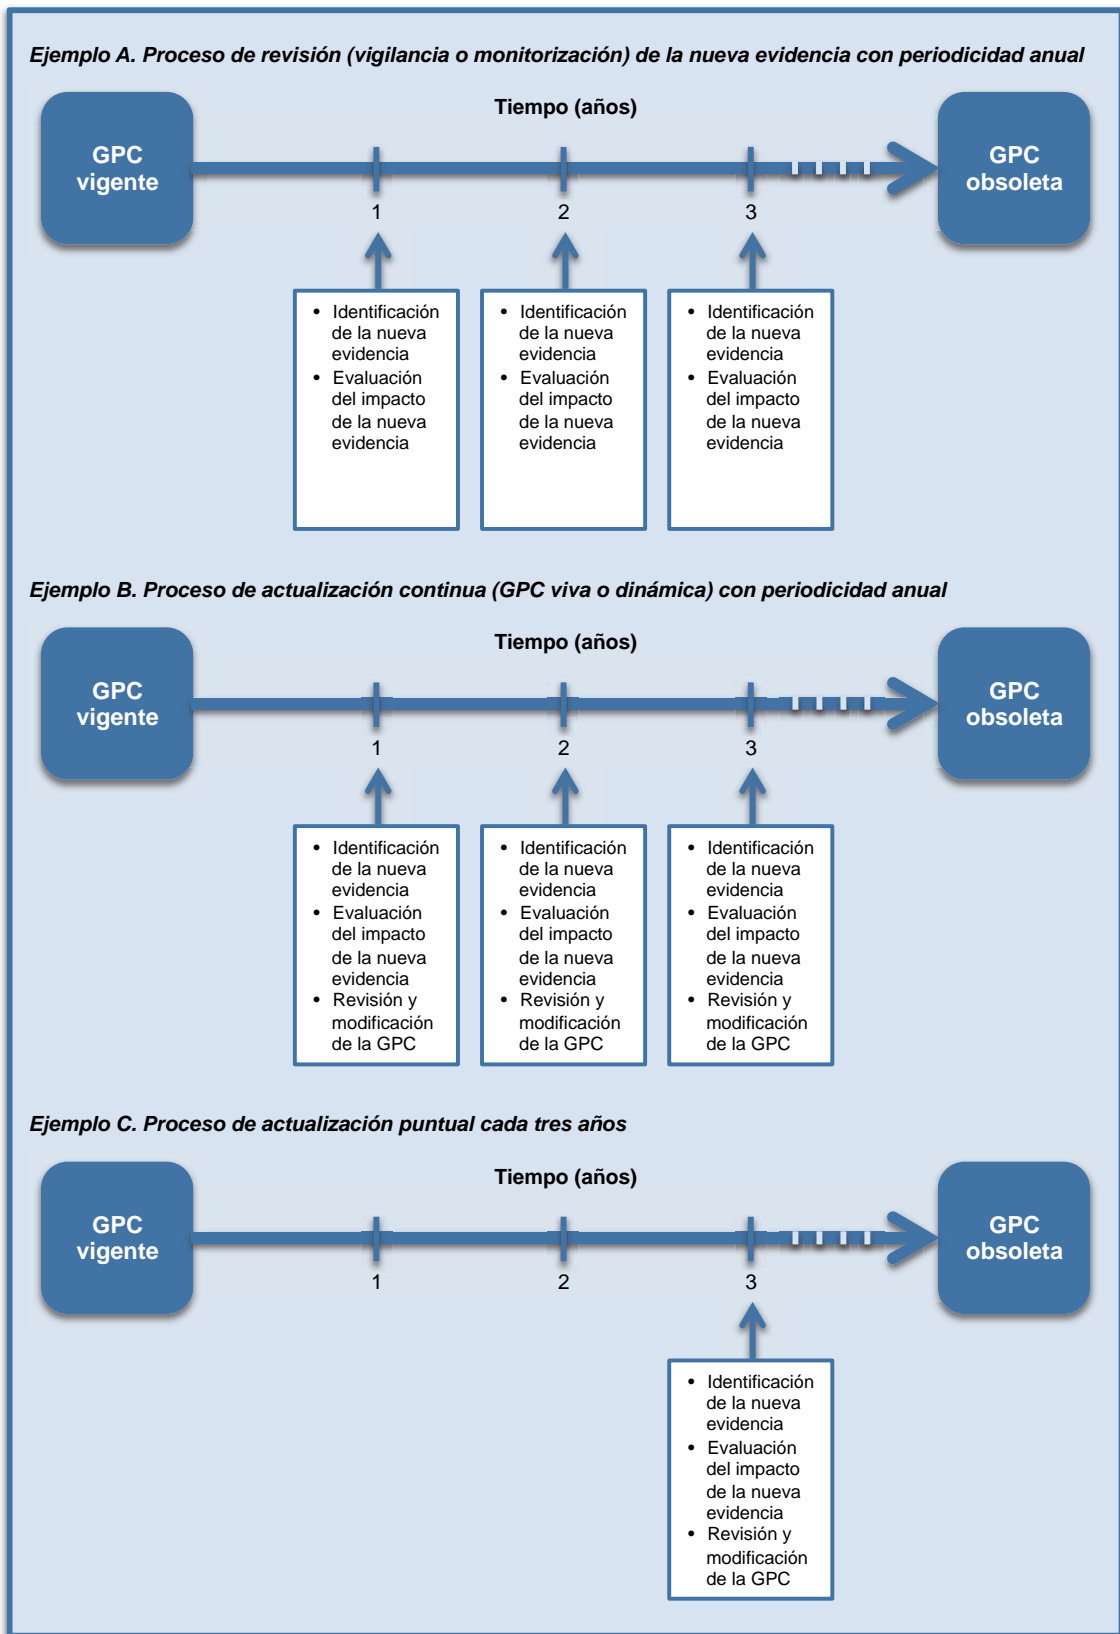 Ejemplo A. Proceso de revisión (vigilancia o monitorización) de la nueva evidencia con periodicidad anual
Tiempo (años)
GPC
vigente
GPC
obsoleta
1
2
3
• Identificación
de la nueva
evidencia
• Evaluación
del impacto
de la nueva
evidencia
• Identificación
de la nueva
evidencia
• Evaluación
del impacto
de la nueva
evidencia
• Identificación
de la nueva
evidencia
• Evaluación
del impacto
de la nueva
evidencia
Ejemplo B. Proceso de actualización continua (GPC viva o dinámica) con periodicidad anual
Tiempo (años)
GPC
vigente
GPC
obsoleta
1
2
3
• Identificación
de la nueva
evidencia
• Evaluación
del impacto
de la nueva
evidencia
• Revisión y
modificación
de la GPC
• Identificación
de la nueva
evidencia
• Evaluación
del impacto
de la nueva
evidencia
• Revisión y
modificación
de la GPC
• Identificación
de la nueva
evidencia
• Evaluación
del impacto
de la nueva
evidencia
• Revisión y
modificación
de la GPC
Ejemplo C. Proceso de actualización puntual cada tres años
Tiempo (años)
GPC
vigente
GPC
obsoleta
1
2
3
• Identificación
de la nueva
evidencia
• Evaluación
del impacto
de la nueva
evidencia
• Revisión y
modificación
de la GPC